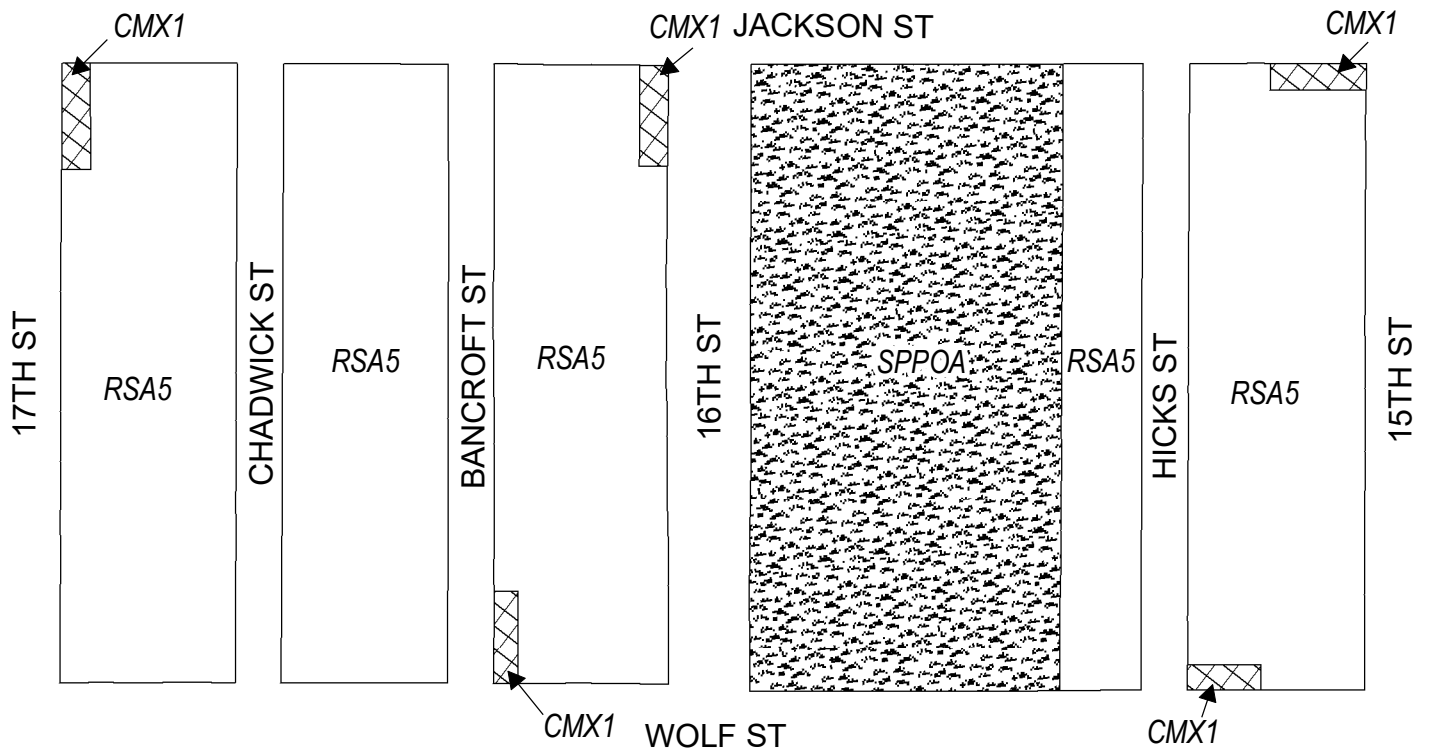 CMX1
CMX1
JACKSON ST
CMX1
17TH ST
RSA5
CHADWICK ST
RSA5
BANCROFT ST
RSA5
16TH ST
SPPOA
RSA5
HICKS ST
RSA5
15TH ST
CMX1
WOLF ST
CMX1